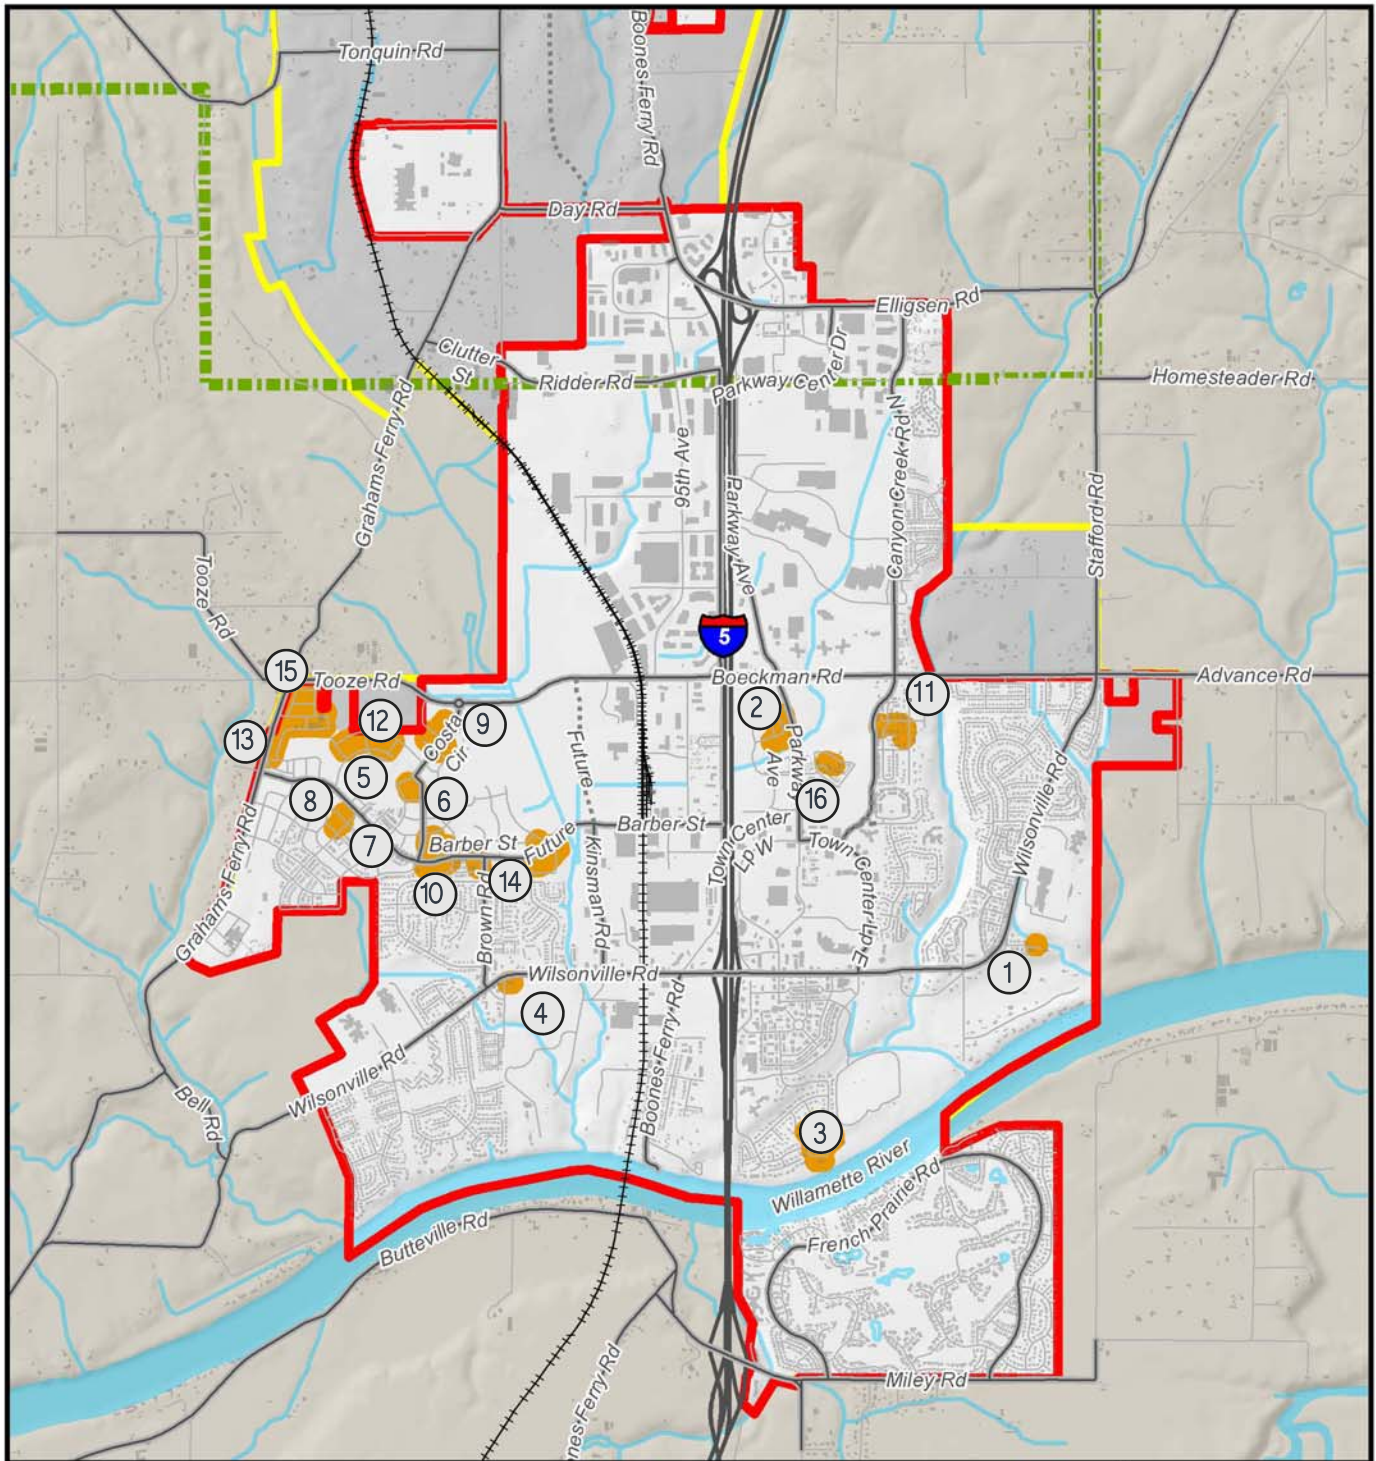 Boones Ferry Rd
Tonquin Rd
Day Rd
Elligsen Rd
Clutter
St
Ridder Rd
Parkway Center Dr
Homesteader Rd
Grahams Ferry Rd
95th Ave
Parkway Ave
Canyon Creek Rd N
Stafford Rd
Tooze Rd
5
15
Tooze Rd
Boeckman Rd
Advance Rd
11
2
12
9
13
Costa
Cir
Future
Parkway
Ave
5
8
6
16
Wilsonville Rd
7
Barber St
Future
Barber St
Town Center
Lp W
Town Center Lp E
10
14
Kinsman Rd
Brown Rd
Grahams Ferry Rd
Wilsonville Rd
1
4
Boones Ferry Rd
Wilsonville Rd
Bell Rd
3
Willamette River
French Prairie Rd
Butteville Rd
Miley Rd
nes Ferry Rd